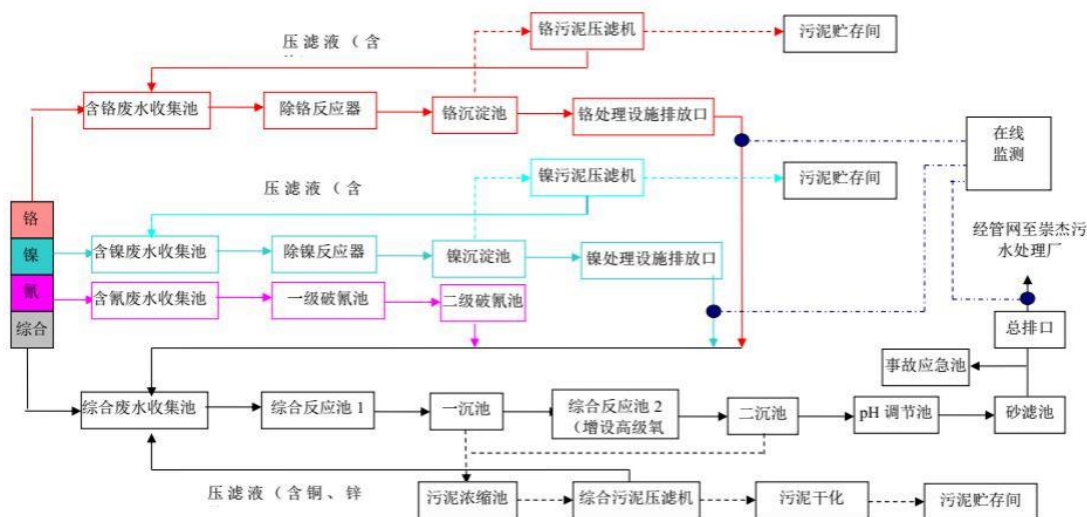 压滤液（含
铬污泥压滤机
污泥贮存间
含铬废水收集池
除铬反应器
铬沉淀池
铬处理设施排放口
在线
监测
压滤液（含
镍污泥压滤机
污泥贮存间
铬
镍
氰
综合
含镍废水收集池
除镍反应器
镍沉淀池
镍处理设施排放口
经管网至崇杰污
水处理厂
含氰废水收集池
一级破氰池
二级破氰池
总排口
事故应急池
综合废水收集池
综合反应池 1
一沉池
综合反应池 2
（增设高级氧
二沉池
pH 调节池
砂滤池
压滤液（含铜、锌
污泥浓缩池
综合污泥压滤机
污泥干化
污泥贮存间